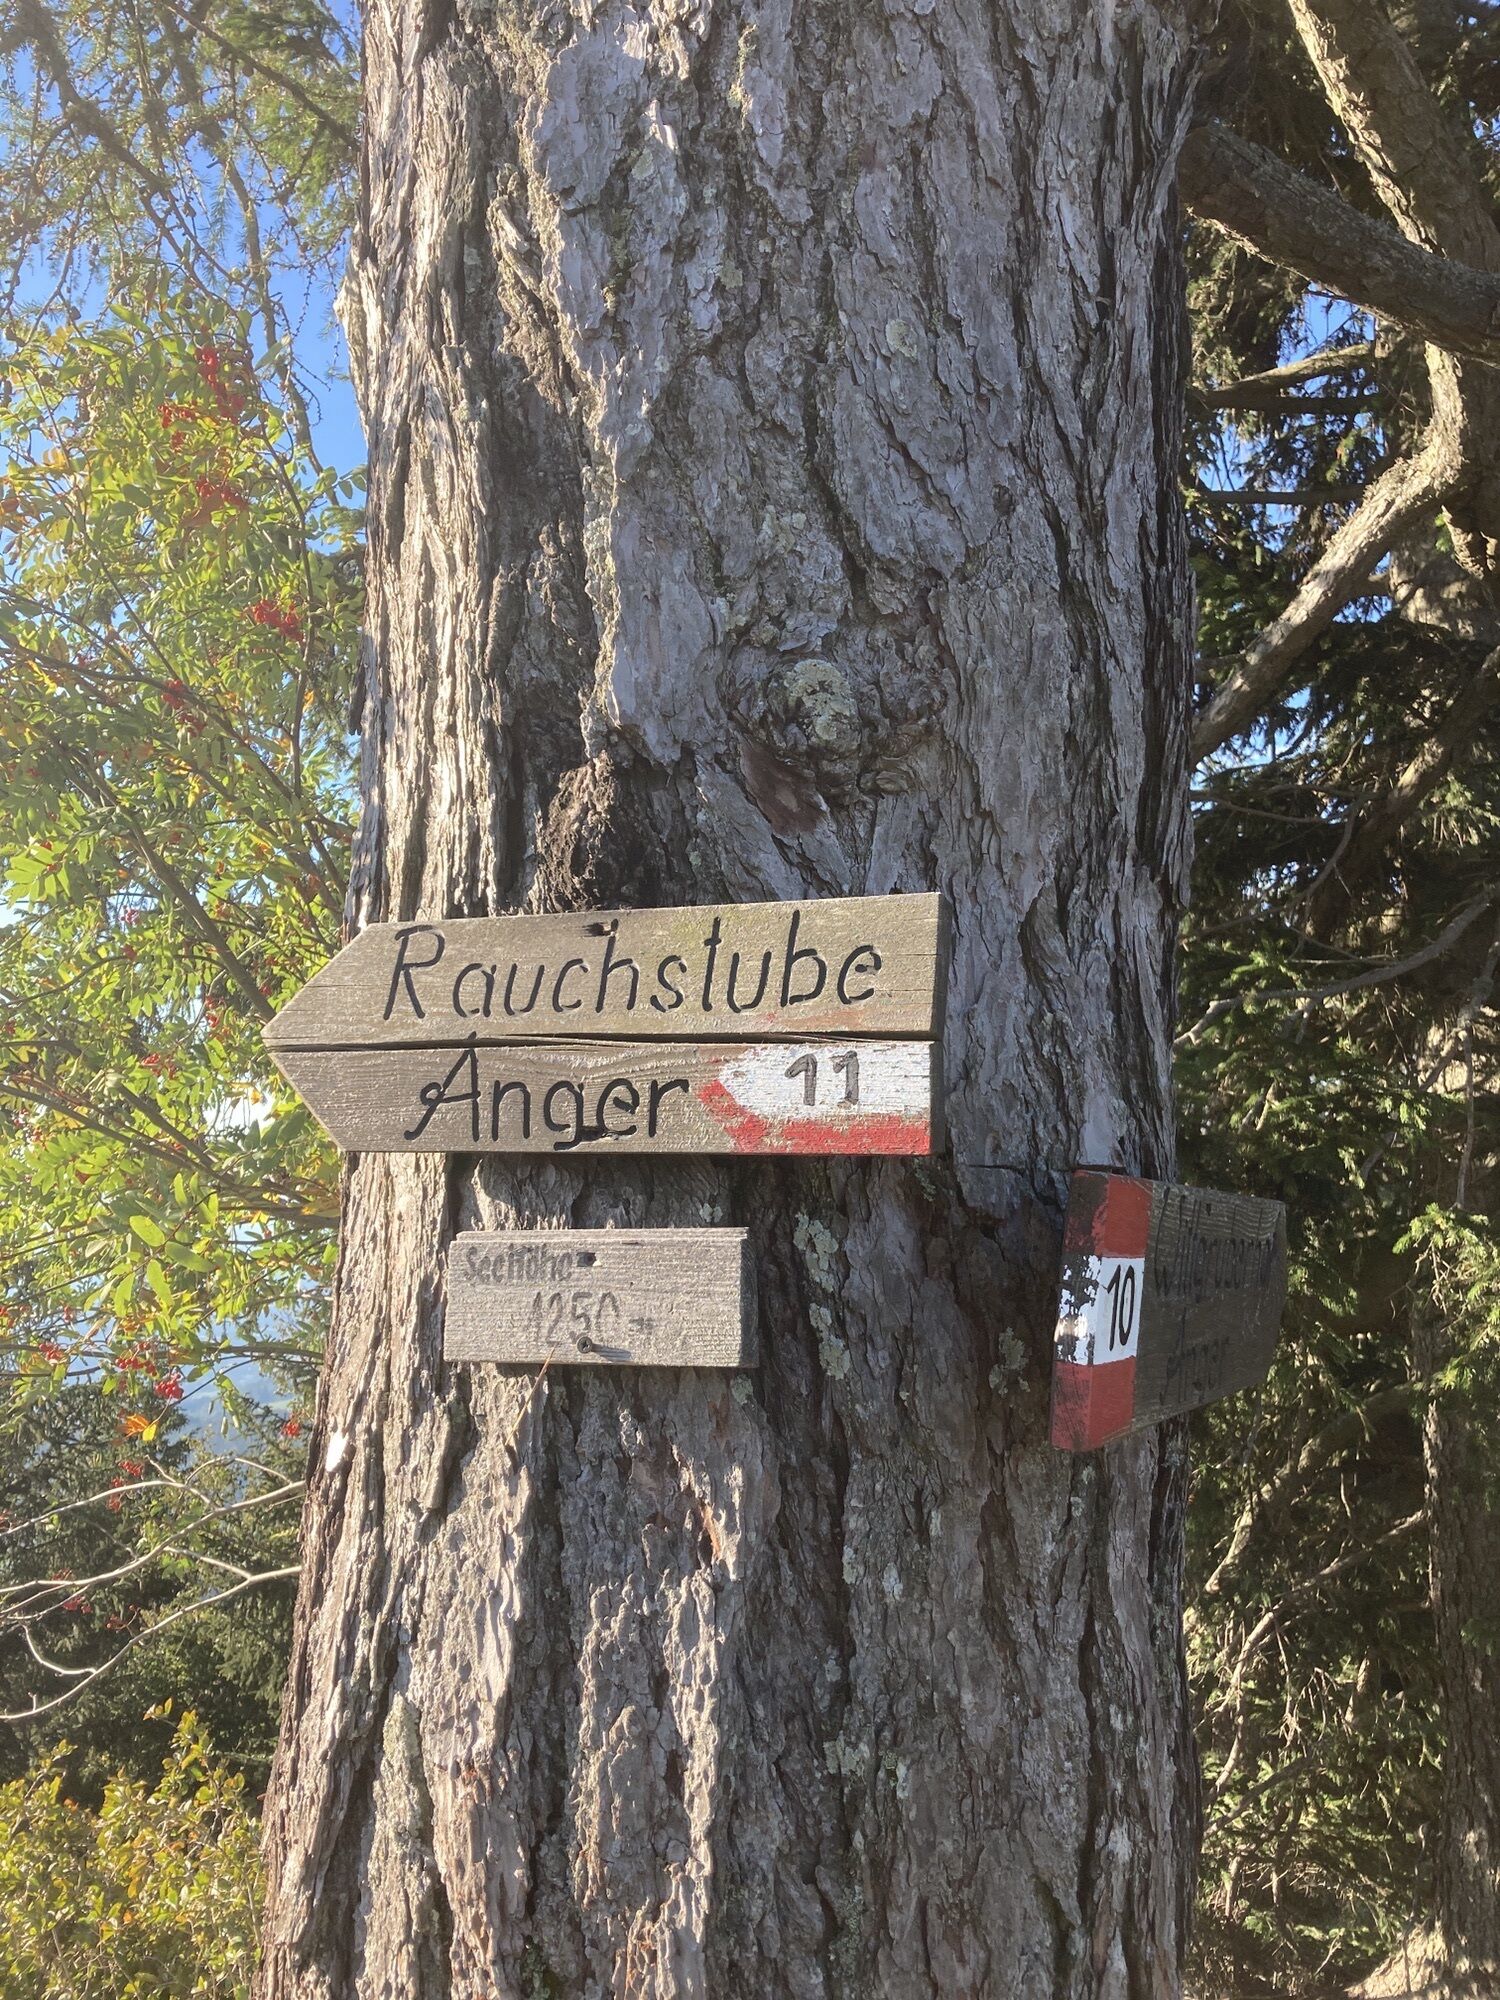 Rauchstube
Anger 11
Seehöhe
1250 m
10
Anger